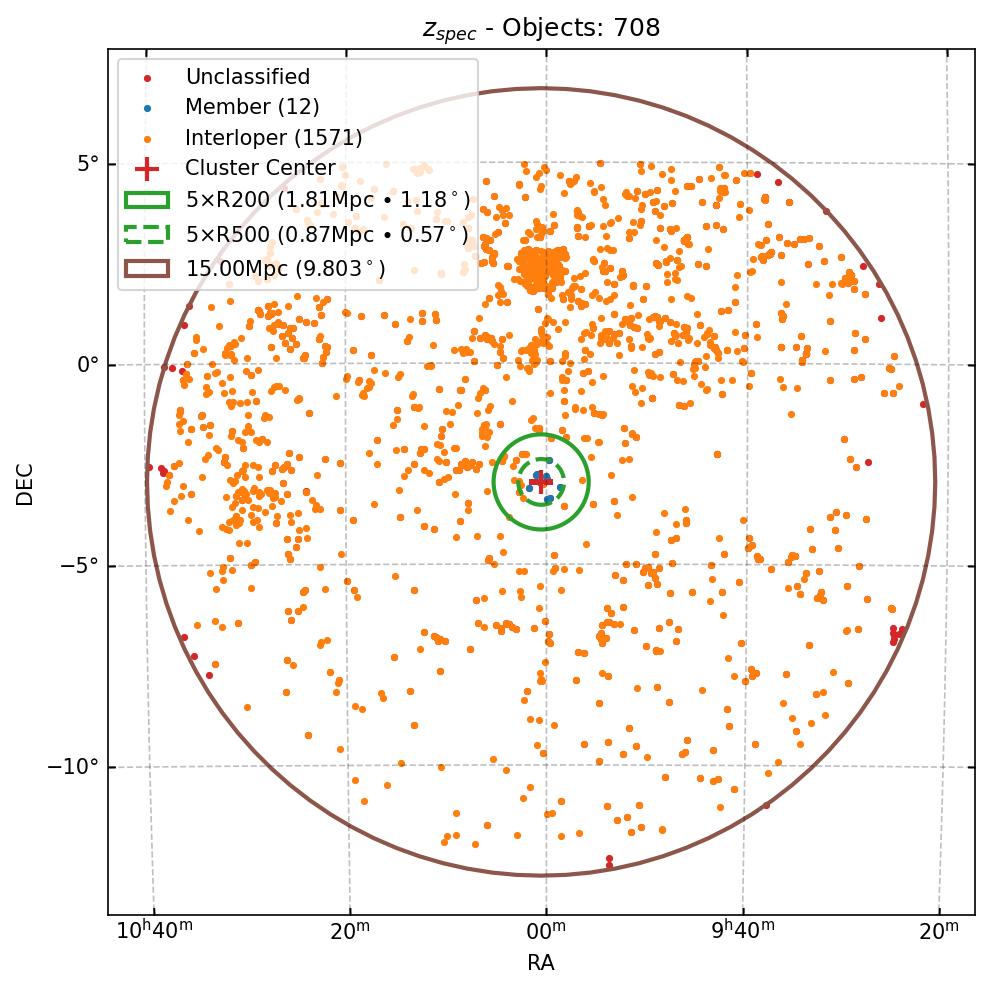 z_spec - Objects: 708
Unclassified
Member (12)
Interloper (1571)
Cluster Center
5×R200 (1.81Mpc • 1.18°)
5×R500 (0.87Mpc • 0.57°)
15.00Mpc (9.803°)
5°
0°
−5°
−10°
DEC
10ʰ40ᵐ
20ᵐ
00ᵐ
9ʰ40ᵐ
20ᵐ
RA